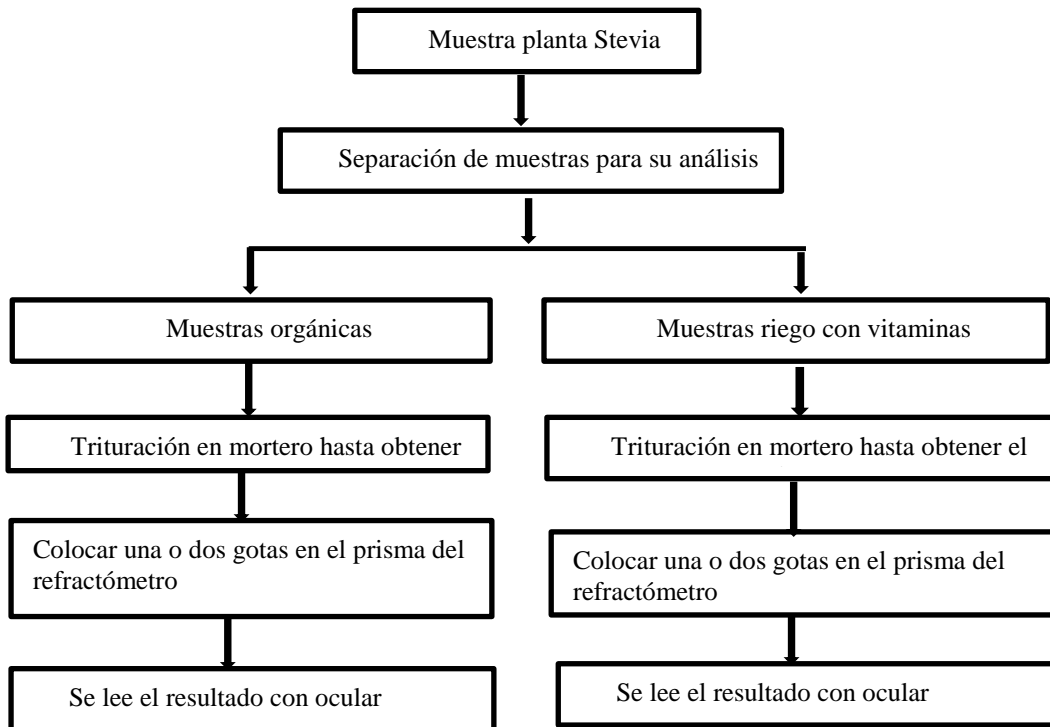 Muestra planta Stevia
Separación de muestras para su análisis
Muestras orgánicas
Muestras riego con vitaminas
Trituración en mortero hasta obtener
Trituración en mortero hasta obtener el
Colocar una o dos gotas en el prisma del
refractómetro
Colocar una o dos gotas en el prisma del
refractómetro
Se lee el resultado con ocular
Se lee el resultado con ocular